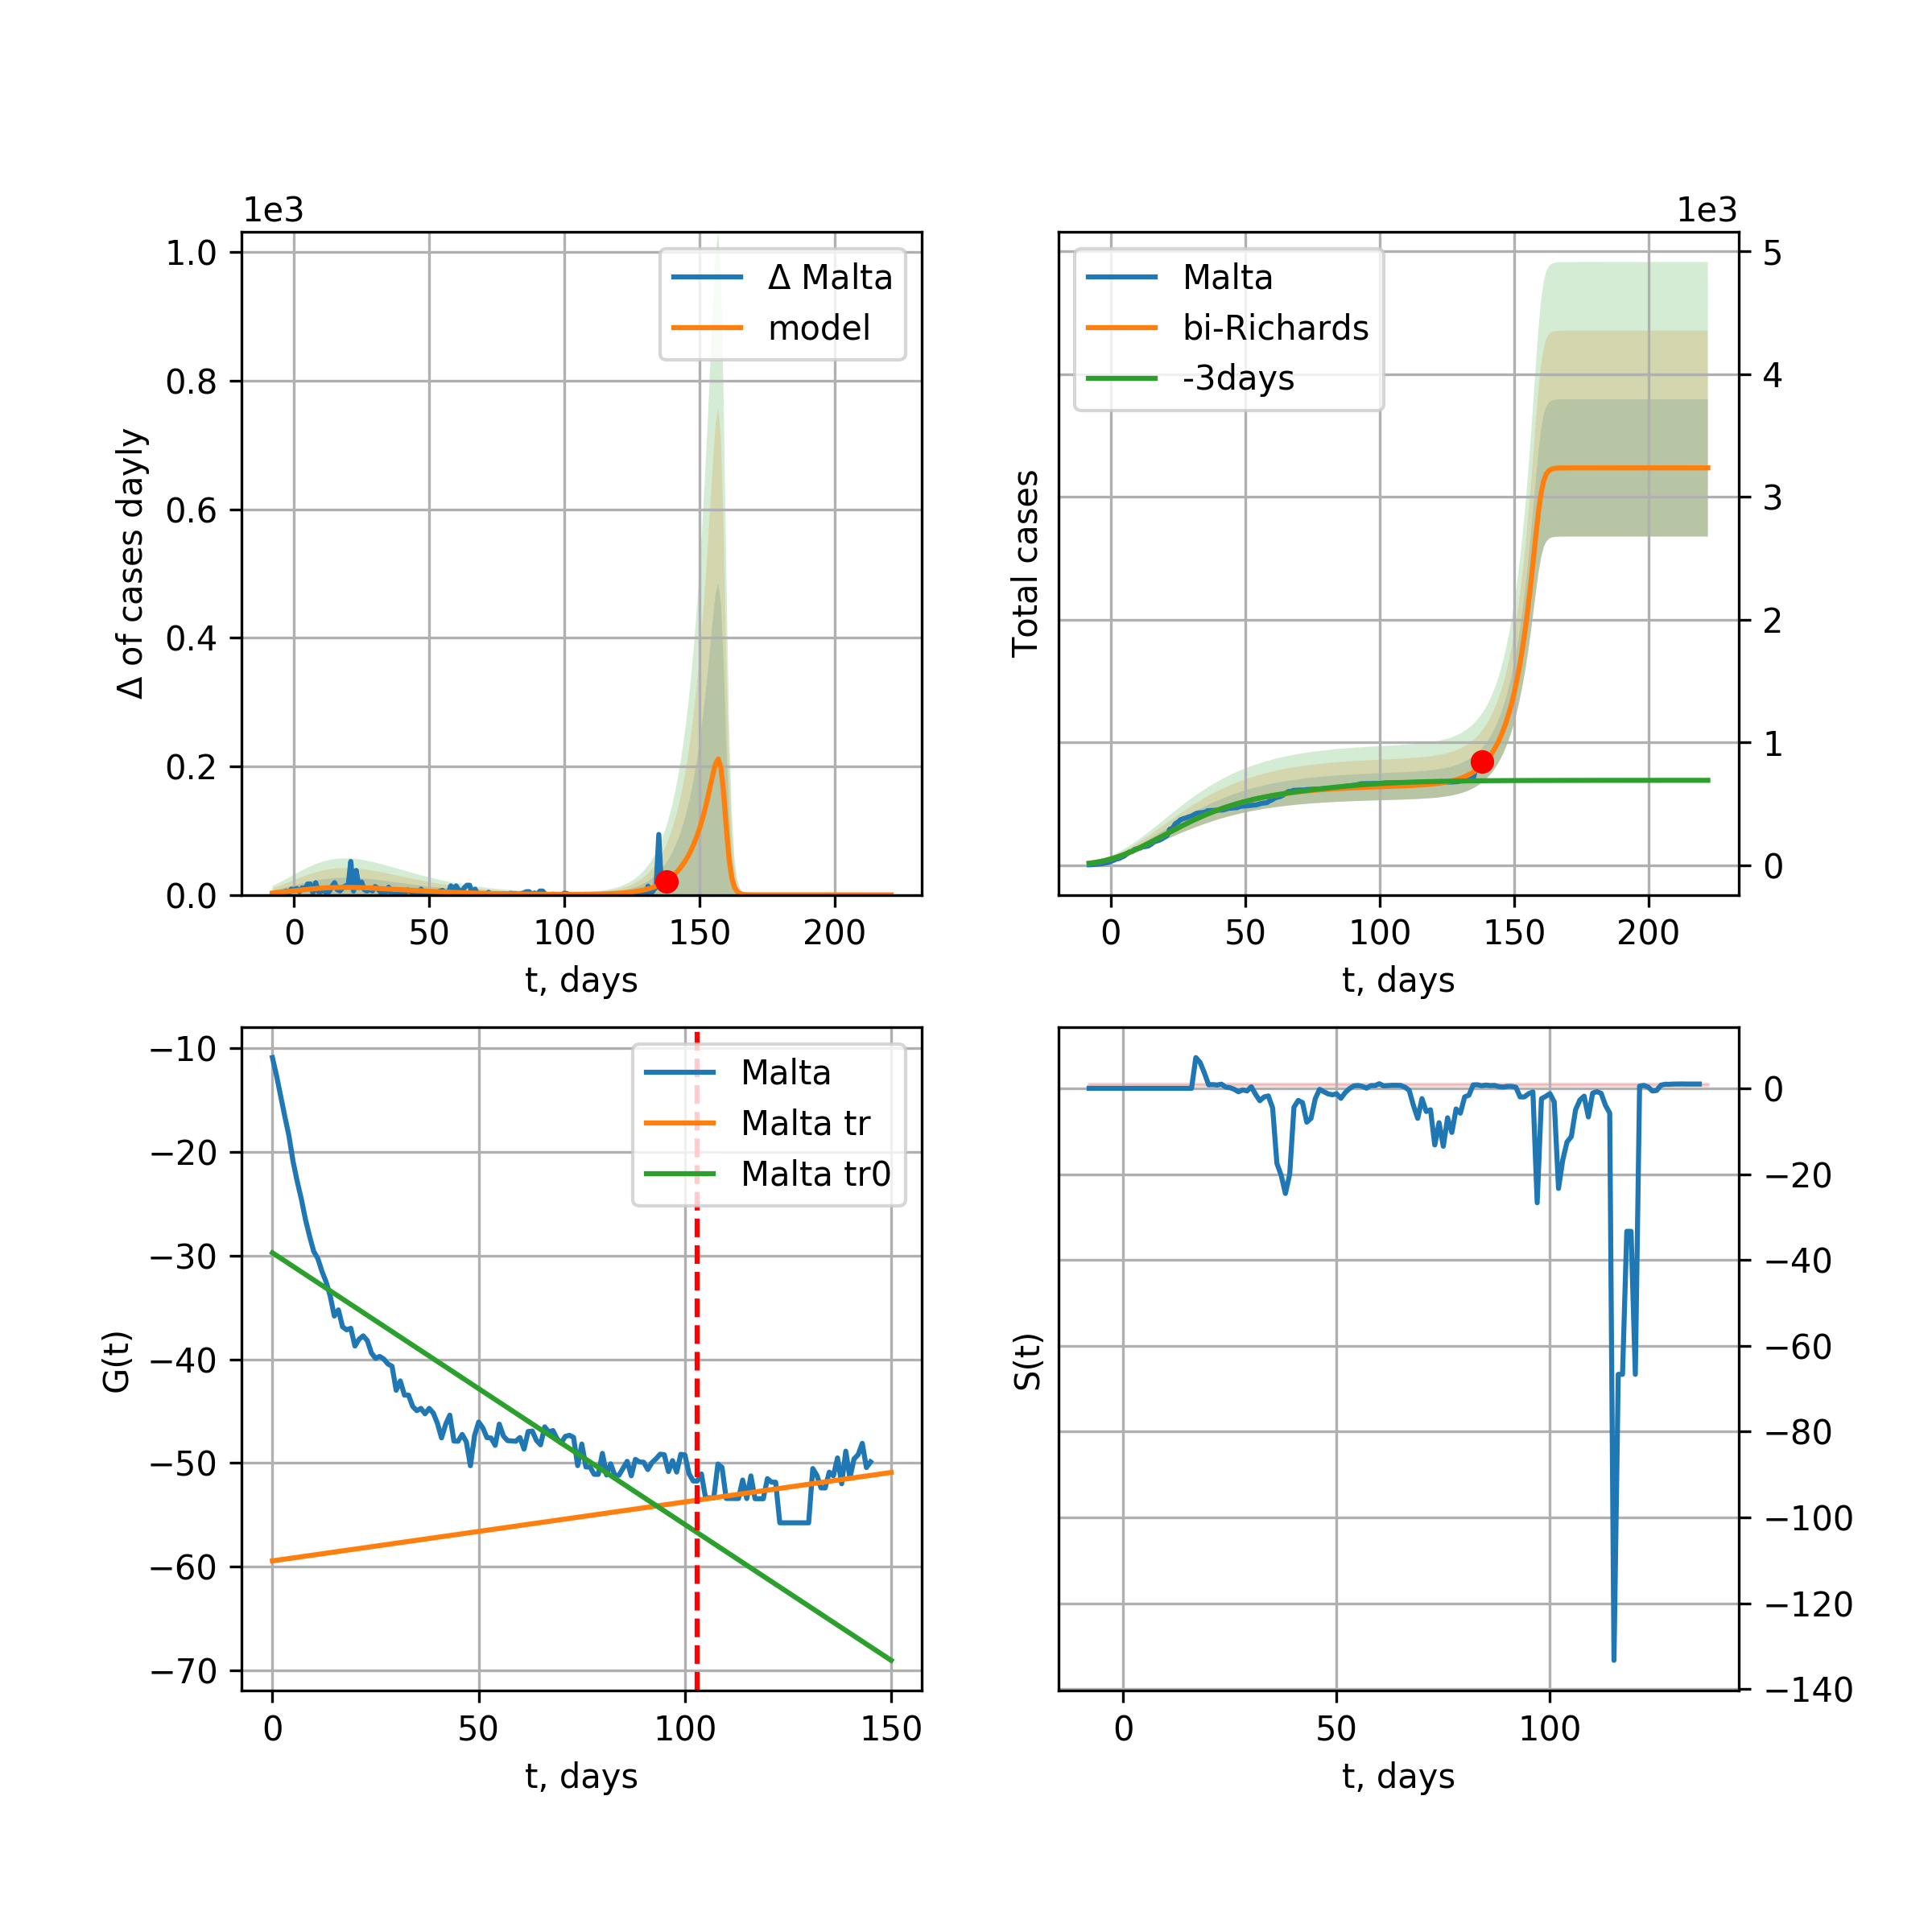 1e3
Δ of cases dayly
1.0
0.8
0.6
0.4
0.2
0.0
0 50 100 150 200
t, days
Δ Malta
model
1e3
Total cases
5
4
3
2
1
0
0 50 100 150 200
t, days
Malta
bi-Richards
-3days
G(t)
−10
−20
−30
−40
−50
−60
−70
0 50 100 150
t, days
Malta
Malta tr
Malta tr0
S(t)
0
−20
−40
−60
−80
−100
−120
−140
0 50 100
t, days